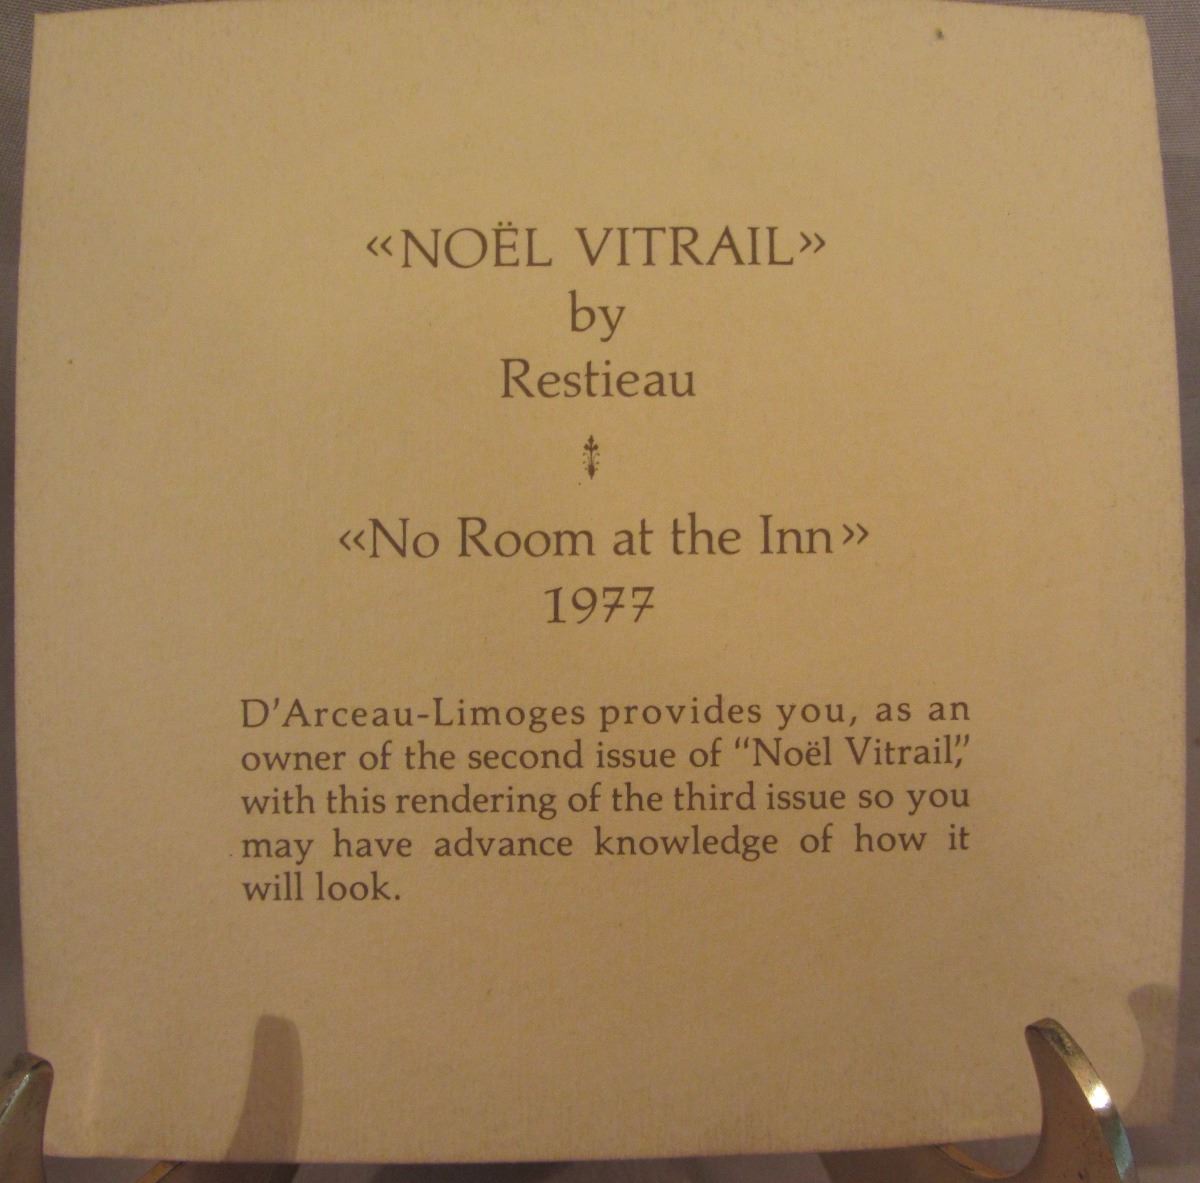 «NOËL VITRAIL»
by
Restieau
«No Room at the Inn»
1977
D'Arceau-Limoges provides you, as an
owner of the second issue of “Noël Vitrail,”
with this rendering of the third issue so you
may have advance knowledge of how it
will look.